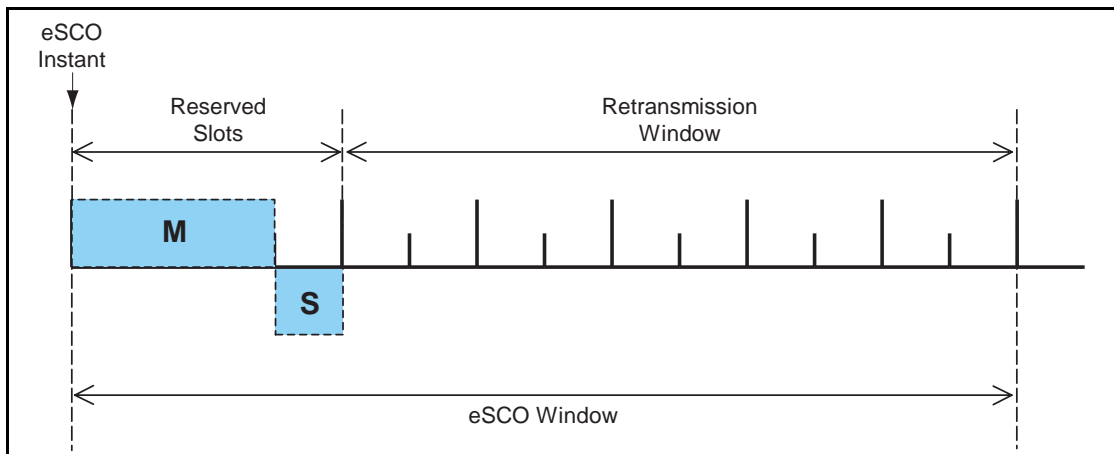 eSCO
Instant
Reserved
Slots
Retransmission
Window
M
S
eSCO Window